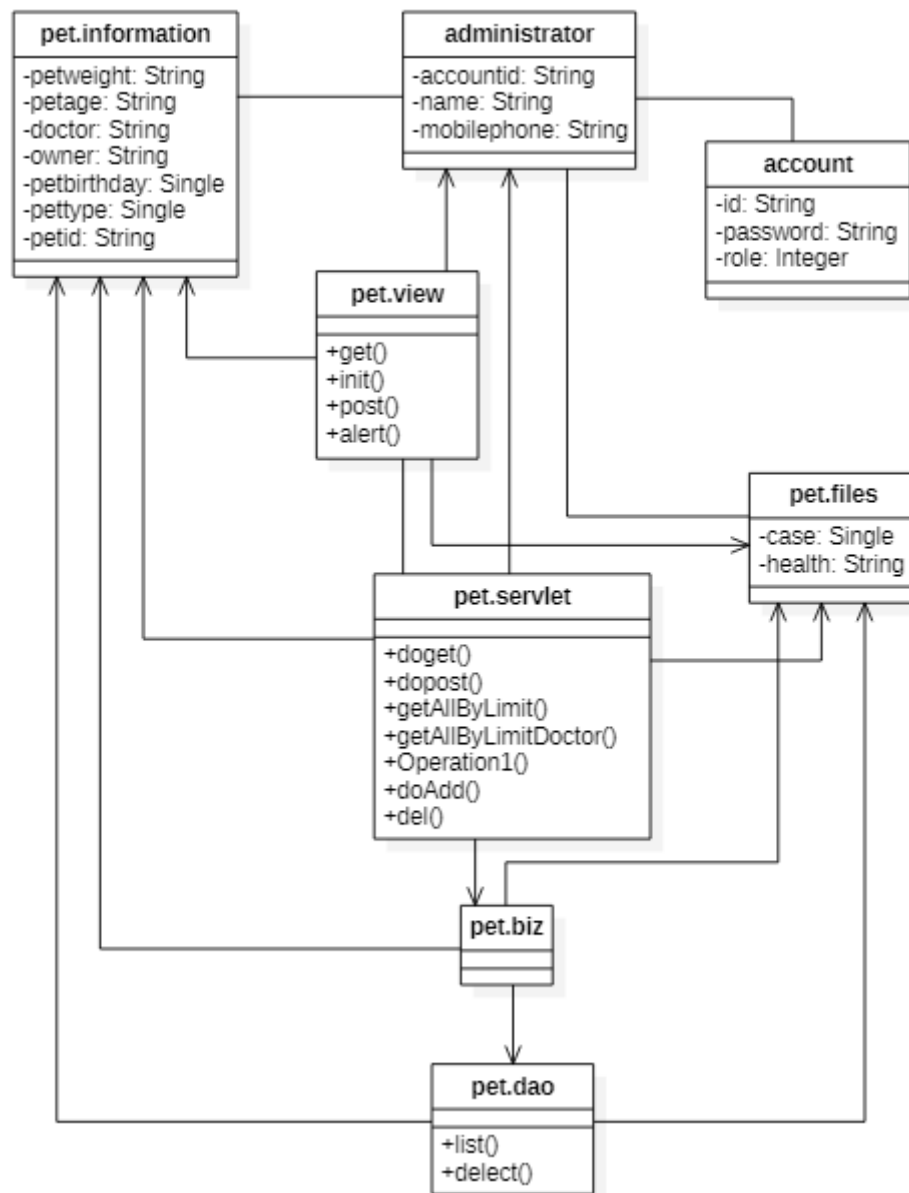 pet.information
-petweight: String
-petage: String
-doctor: String
-owner: String
-petbirthday: Single
-pettype: Single
-petid: String
administrator
-accountid: String
-name: String
-mobilephone: String
account
-id: String
-password: String
-role: Integer
pet.view
+get()
+init()
+post()
+alert()
pet.files
-case: Single
-health: String
pet.servlet
+doget()
+dopost()
+getAllByLimit()
+getAllByLimitDoctor()
+Operation1()
+doAdd()
+del()
pet.biz
pet.dao
+list()
+delect()